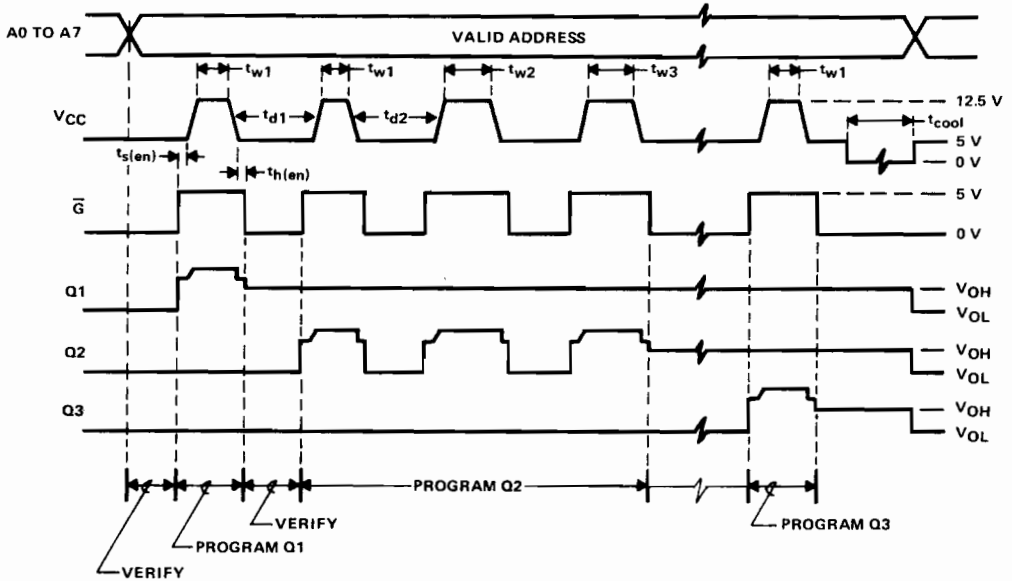 A0 TO A7
VALID ADDRESS
tw1
tw1
tw2
tw3
tw1
12.5 V
VCC
td1
td2
tcool
5 V
ts(en)
0 V
th(en)
G
5 V
0 V
Q1
VOH
VOL
Q2
VOH
VOL
Q3
VOH
VOL
PROGRAM Q2
VERIFY
PROGRAM Q3
PROGRAM Q1
VERIFY